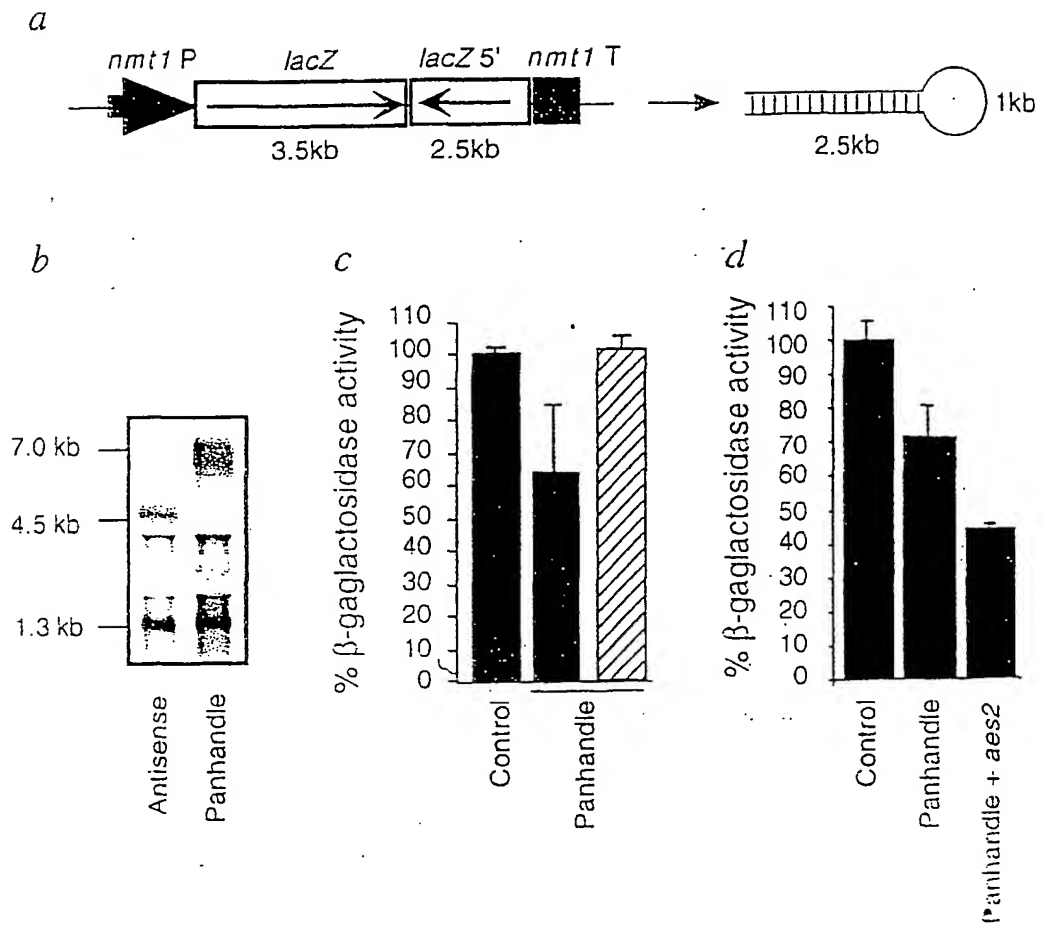 a
nmt1 P lacZ lacZ 5' nmt1 T
3.5kb 2.5kb
2.5kb
1kb
b
7.0 kb
4.5 kb
1.3 kb
Antisense
Panhandle
c
% β-gaglactosidase activity
110
100
90
80
70
60
50
40
30
20
10
0
Control
Panhandle
d
% β-gaglactosidase activity
110
100
90
80
70
60
50
40
30
20
10
0
Control
Panhandle
Panhandle + aes2